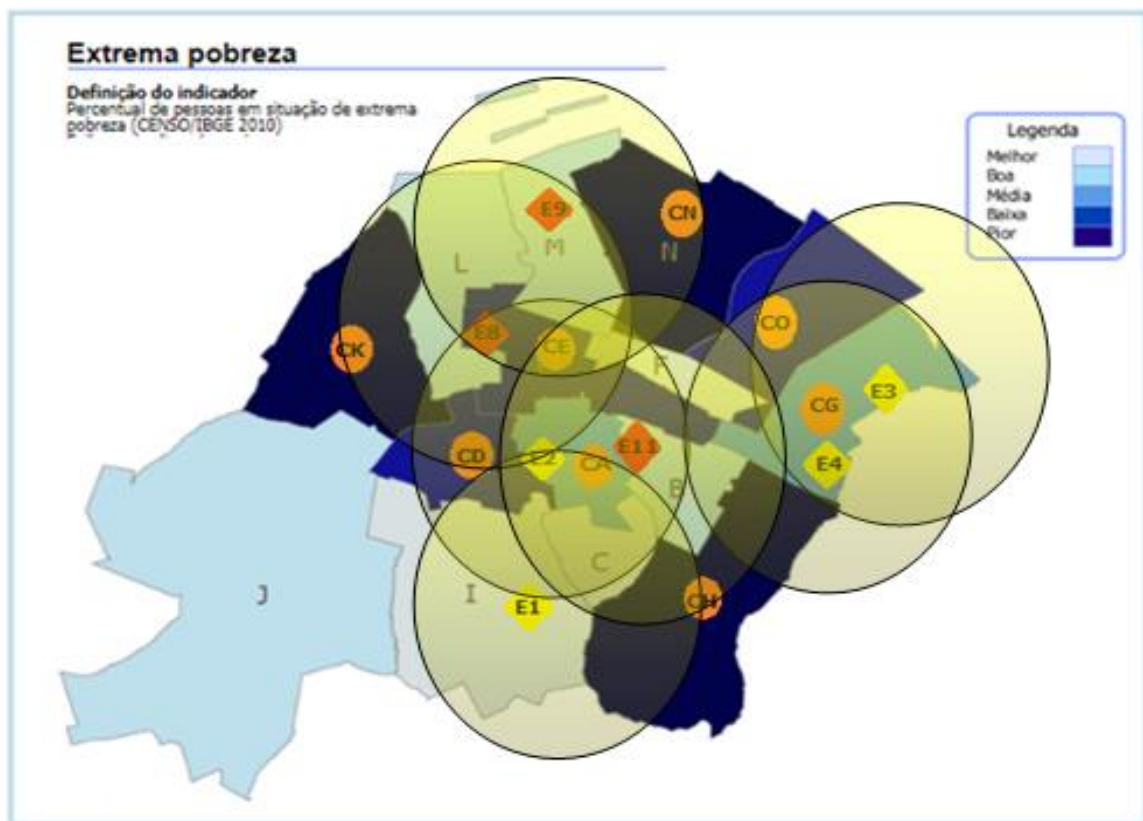 Extrema pobreza
Definição do indicador
Percentual de pessoas em situação de extrema
pobreza (CENSO/IBGE 2010)
Legenda
Melhor
Boa
Média
Baixa
Pior
E9
CN
M
N
L
CO
E8
CE
CK
F
E3
CG
E11
CD
E2
CA
E4
B
C
J
I
E1
CH